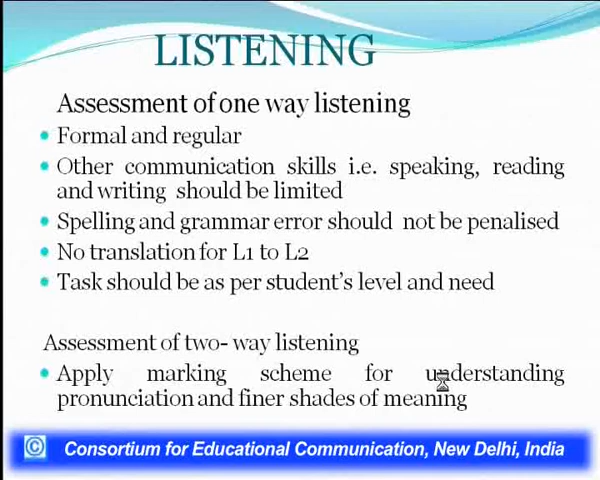 LISTENING
Assessment of one way listening
Formal and regular
Other communication skills i.e. speaking, reading
and writing should be limited
Spelling and grammar error should not be penalised
No translation for L1 to L2
Task should be as per student's level and need
Assessment of two- way listening
Apply marking scheme for understanding
pronunciation and finer shades of meaning
© Consortium for Educational Communication, New Delhi, India